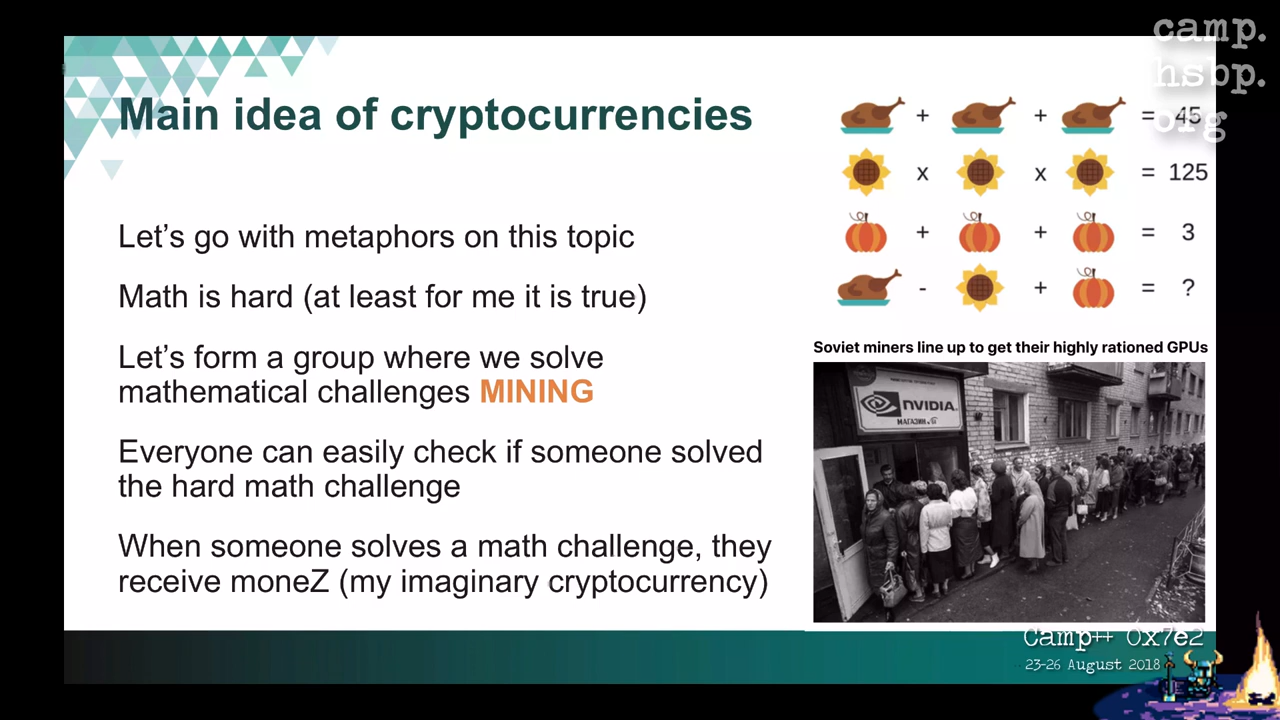 camp.
hsbp.
org
Main idea of cryptocurrencies
Let's go with metaphors on this topic
Math is hard (at least for me it is true)
Let's form a group where we solve
mathematical challenges MINING
Everyone can easily check if someone solved
the hard math challenge
When someone solves a math challenge, they
receive moneZ (my imaginary cryptocurrency)
+ + = 45
x x = 125
+ + = 3
- + = ?
Soviet miners line up to get their highly rationed GPUs
NVIDIA
МАГАЗИН
Camp++ 0x7e2
23-26 August 2018